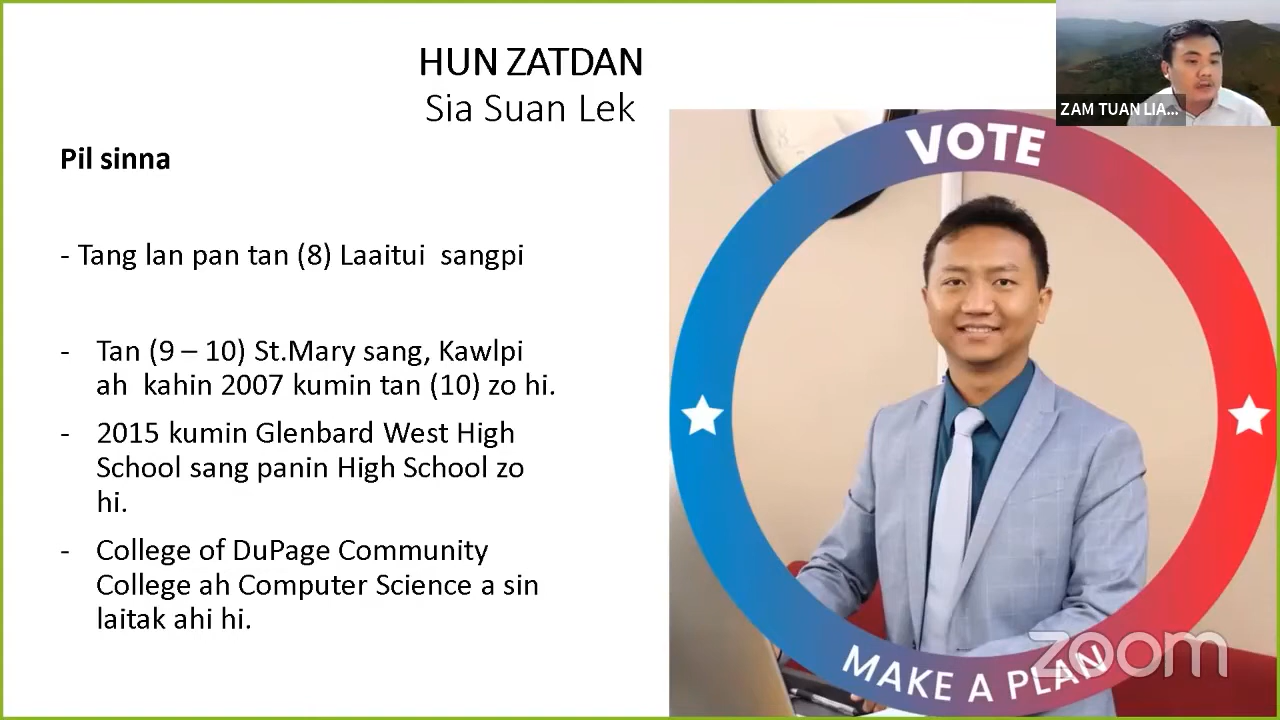 HUN ZATDAN
Sia Suan Lek
ZAM TUAN LIA...
Pil sinna
- Tang lan pan tan (8) Laaitui sangpi
- Tan (9 – 10) St.Mary sang, Kawlpi
ah kahin 2007 kumin tan (10) zo hi.
- 2015 kumin Glenbard West High
School sang panin High School zo
hi.
- College of DuPage Community
College ah Computer Science a sin
laitak ahi hi.
VOTE
MAKE A PLAN
zoom